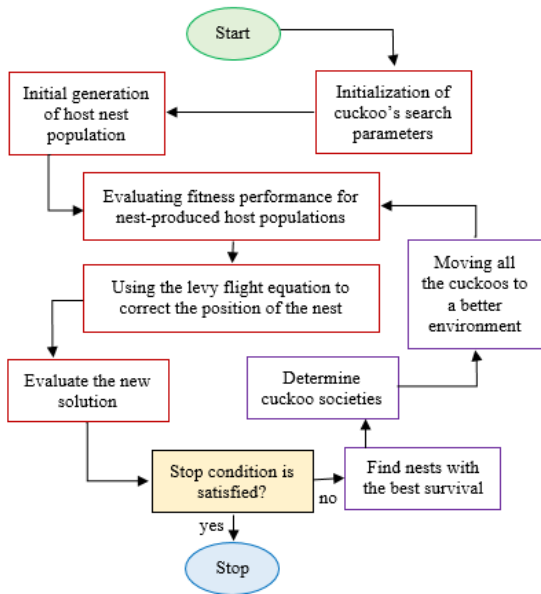 Start
Initialization of
cuckoo's search
parameters
Initial generation
of host nest
population
Evaluating fitness performance for
nest-produced host populations
Using the levy flight equation to
correct the position of the nest
Evaluate the new
solution
Stop condition is
satisfied?
no
yes
Stop
Find nests with
the best survival
Determine
cuckoo societies
Moving all
the cuckoos to
a better
environment